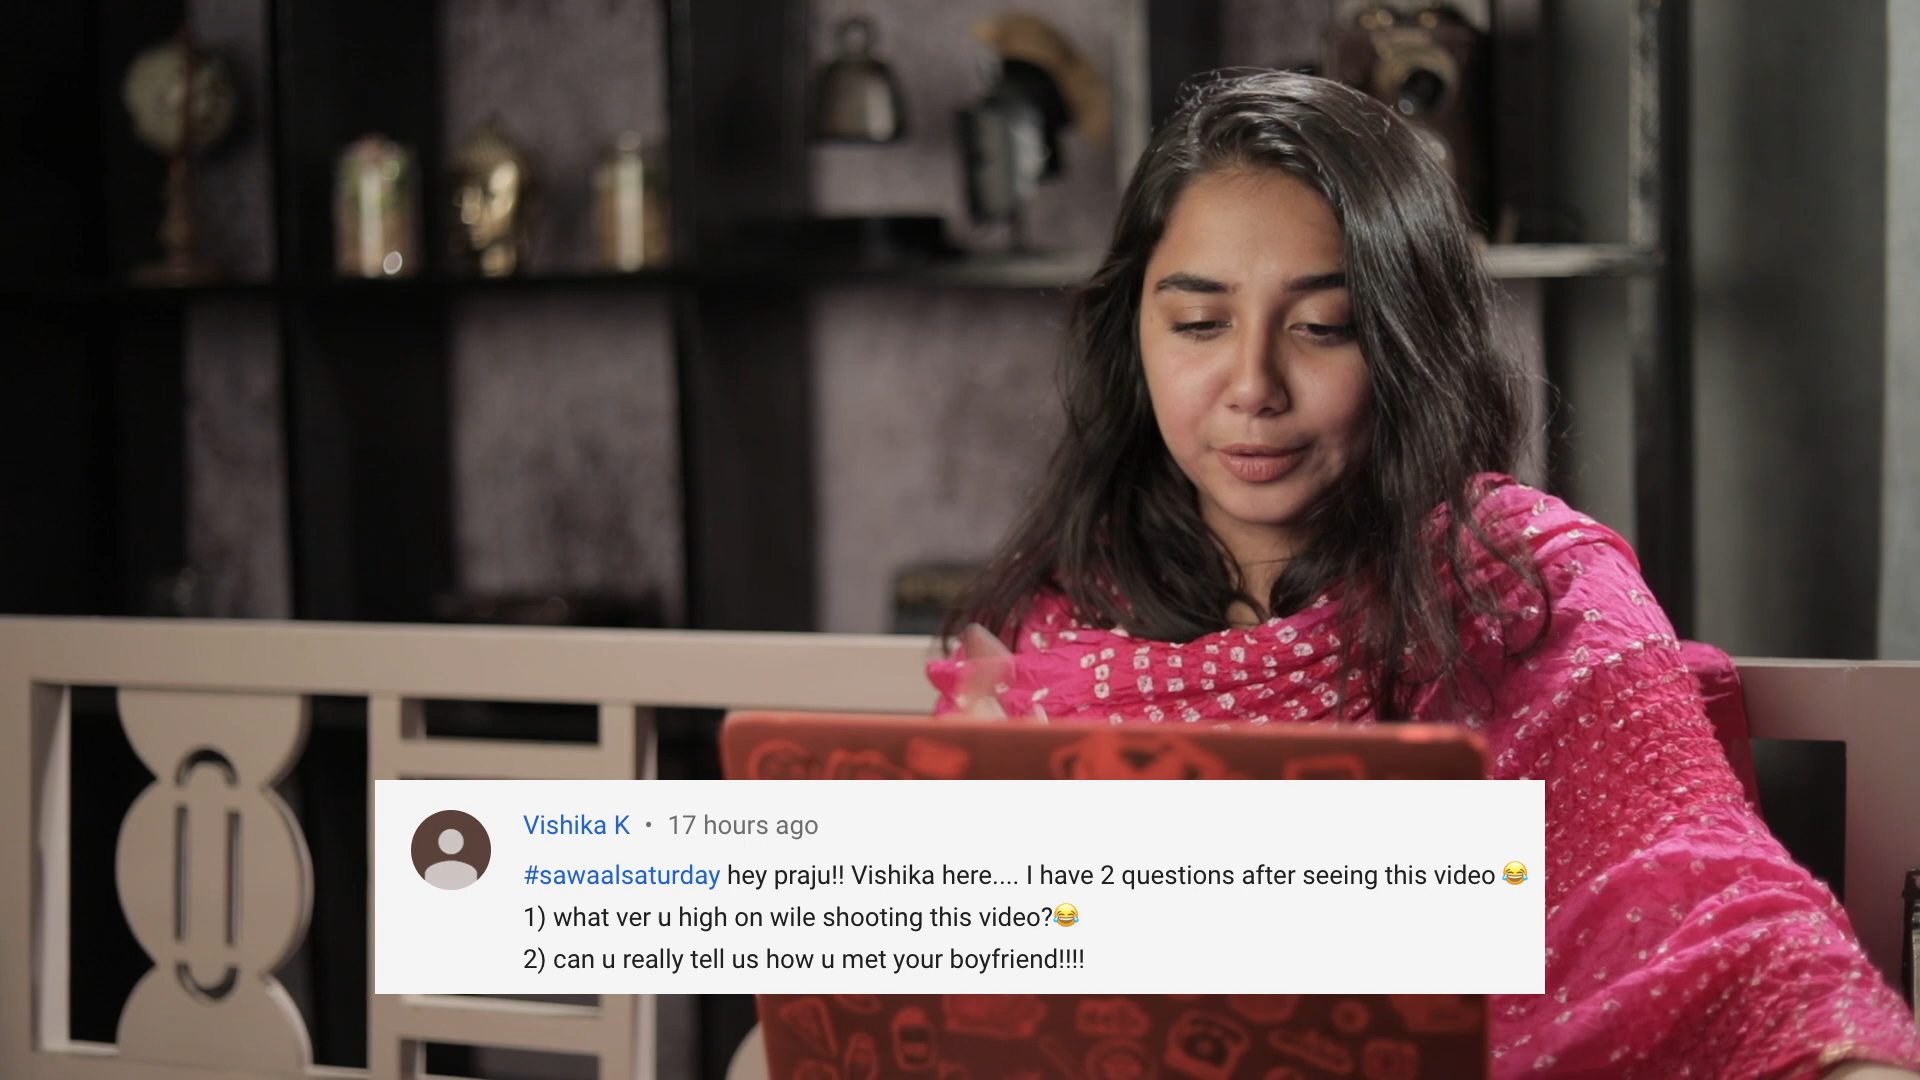 Vishika K • 17 hours ago
#sawaalsaturday hey praju!! Vishika here.... I have 2 questions after seeing this video 😂
1) what ver u high on wile shooting this video?😂
2) can u really tell us how u met your boyfriend!!!!